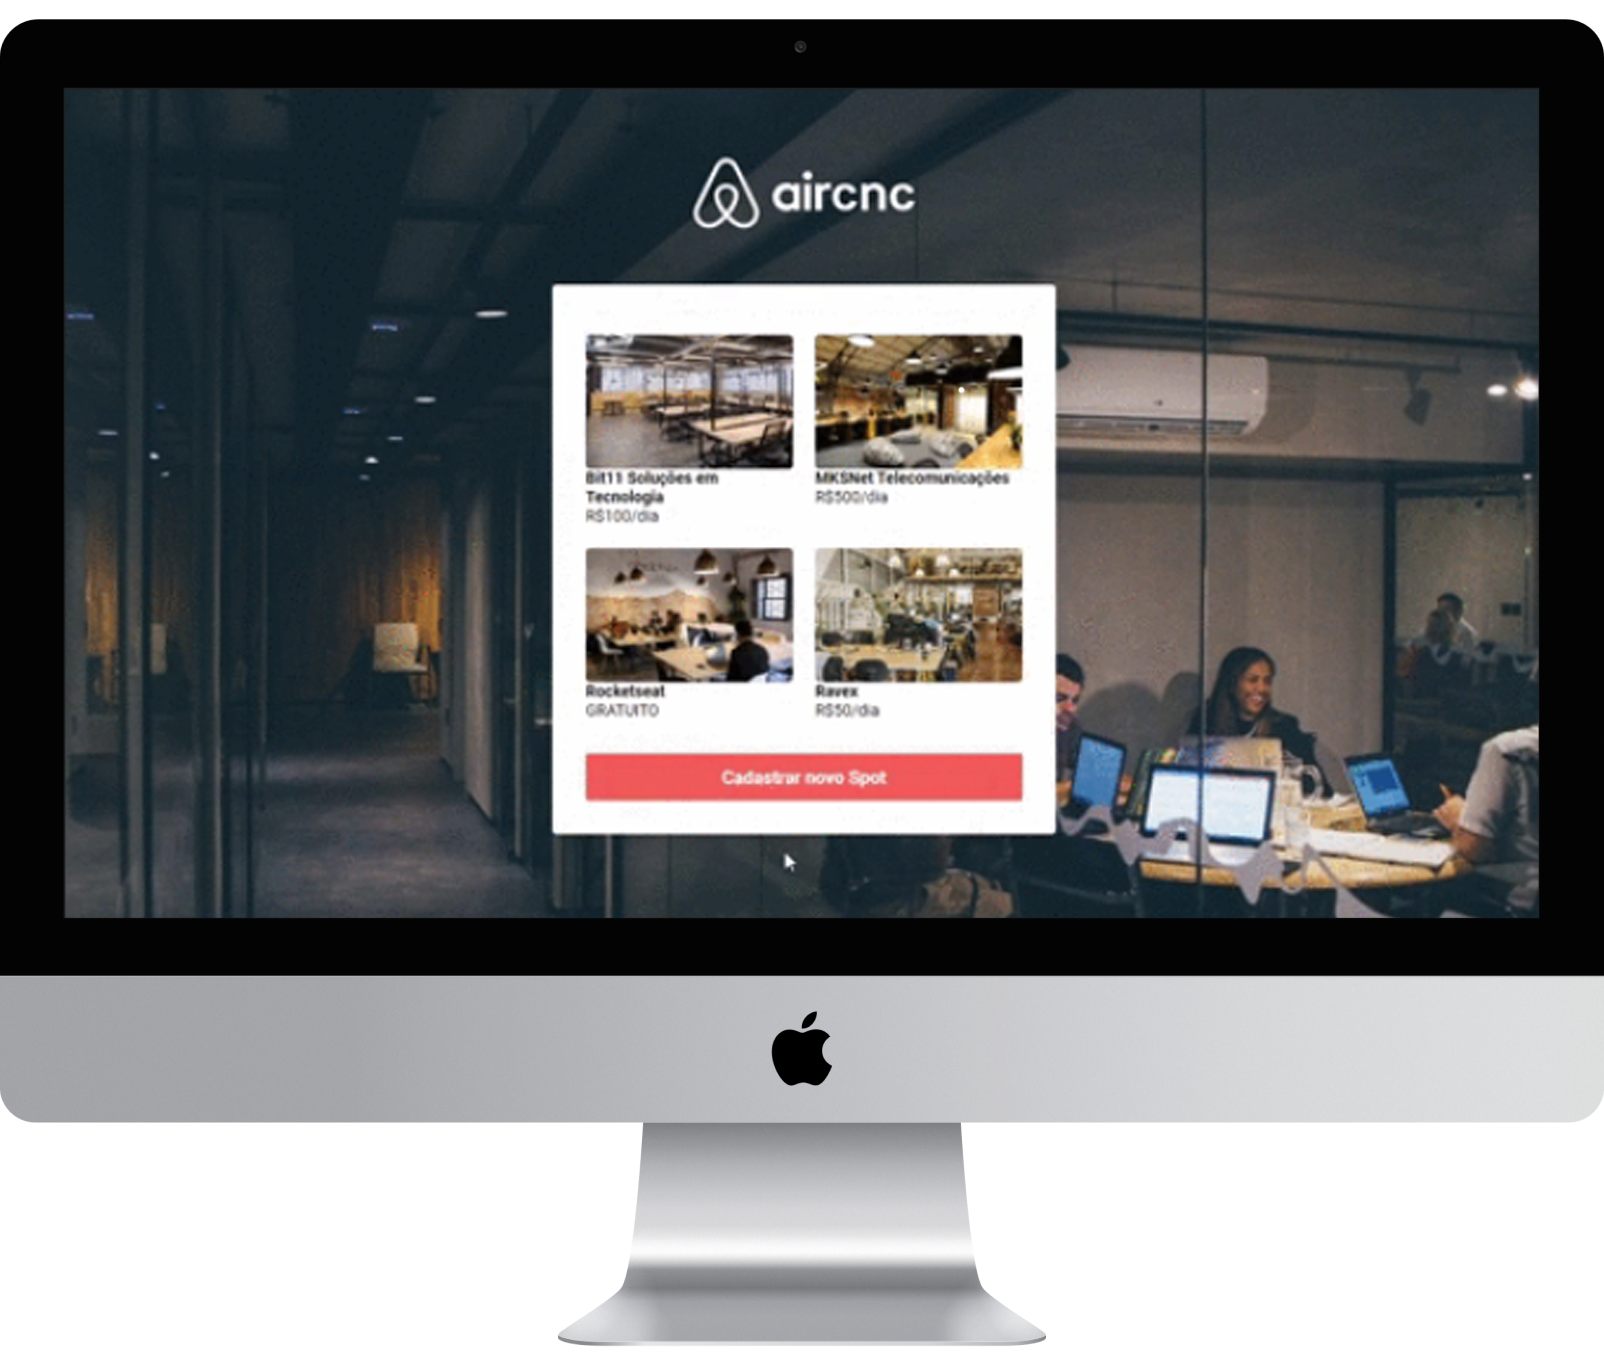 aircnc
Bit11 Soluções em
Tecnologia
R$100/dia
MKSNet Telecomunicações
R$500/dia
Rocketseat
GRATUITO
Ravex
R$50/dia
Cadastrar novo Spot